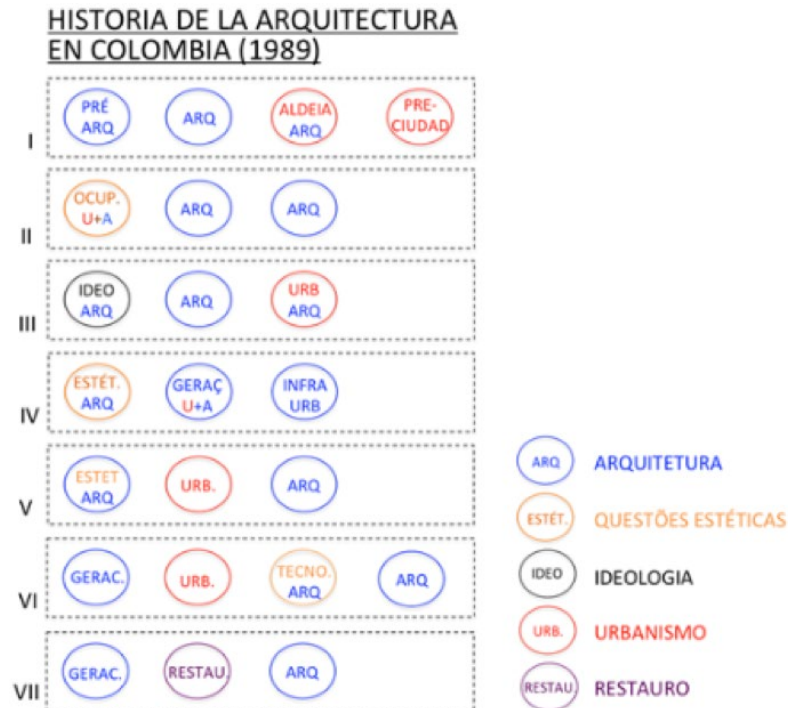 HISTORIA DE LA ARQUITECTURA
EN COLOMBIA (1989)
I
PRÉ
ARQ
ARQ
ALDEIA
ARQ
PRE-
CIUDAD
II
OCUP.
U+A
ARQ
ARQ
III
IDEO
ARQ
ARQ
URB
ARQ
IV
ESTÉT.
ARQ
GERAÇ
U+A
INFRA
URB
V
ESTET
ARQ
URB.
ARQ
VI
GERAC.
URB.
TECNO.
ARQ
ARQ
VII
GERAC.
RESTAU.
ARQ
ARQ ARQUITETURA
ESTÉT. QUESTÕES ESTÉTICAS
IDEO IDEOLOGIA
URB. URBANISMO
RESTAU. RESTAURO